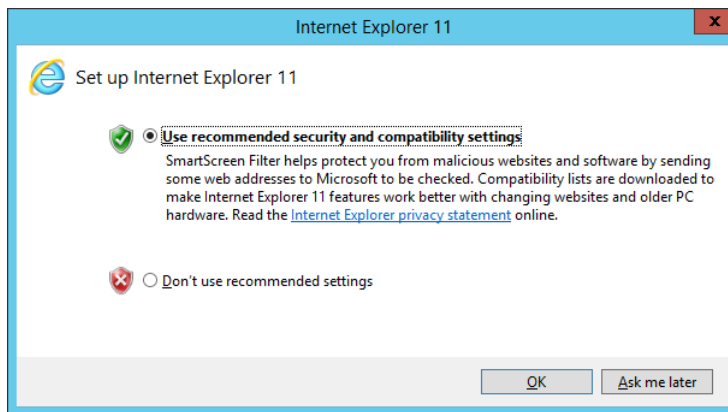 Internet Explorer 11
x
Set up Internet Explorer 11
Use recommended security and compatibility settings
SmartScreen Filter helps protect you from malicious websites and software by sending
some web addresses to Microsoft to be checked. Compatibility lists are downloaded to
make Internet Explorer 11 features work better with changing websites and older PC
hardware. Read the Internet Explorer privacy statement online.
Don't use recommended settings
OK
Ask me later